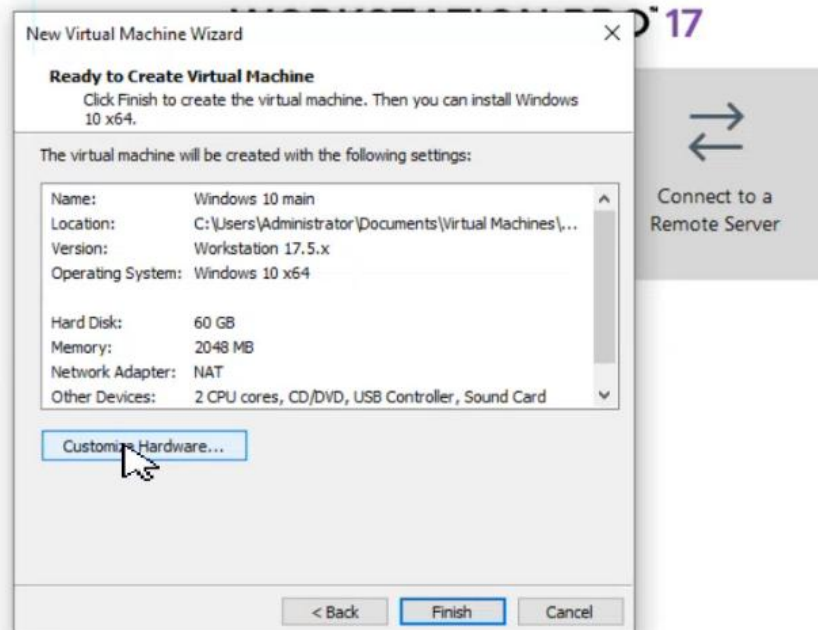 WORKSTATION PRO™ 17
New Virtual Machine Wizard
Ready to Create Virtual Machine
Click Finish to create the virtual machine. Then you can install Windows
10 x64.
The virtual machine will be created with the following settings:
Name: Windows 10 main
Location: C:\Users\Administrator\Documents\Virtual Machines\...
Version: Workstation 17.5.x
Operating System: Windows 10 x64
Hard Disk: 60 GB
Memory: 2048 MB
Network Adapter: NAT
Other Devices: 2 CPU cores, CD/DVD, USB Controller, Sound Card
Customize Hardware...
< Back Finish Cancel
Connect to a
Remote Server